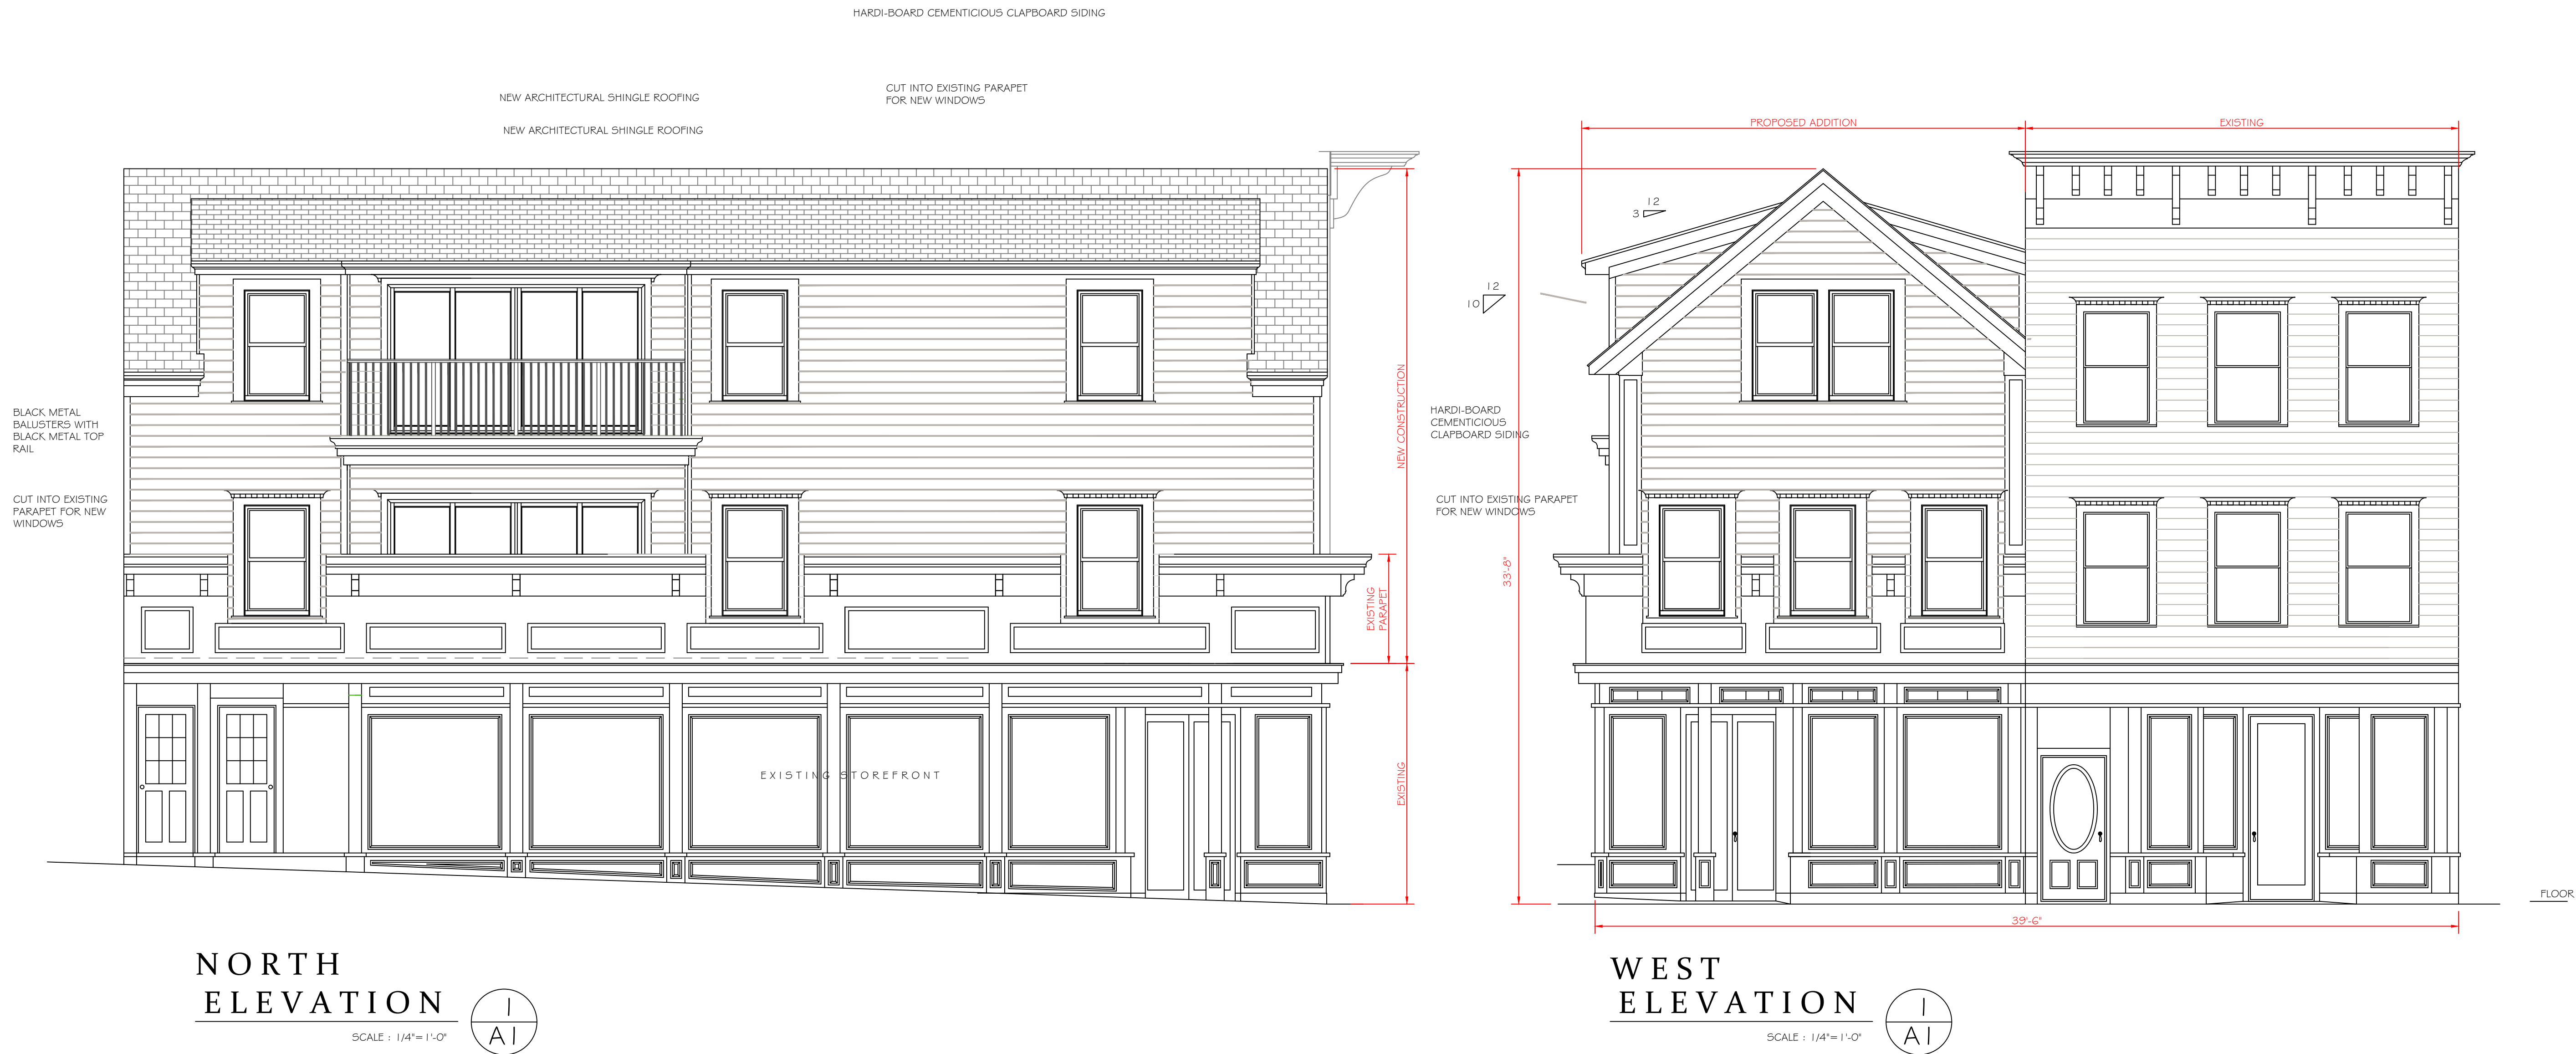 HARDI-BOARD CEMENTICIOUS CLAPBOARD SIDING
NEW ARCHITECTURAL SHINGLE ROOFING
CUT INTO EXISTING PARAPET
FOR NEW WINDOWS
NEW ARCHITECTURAL SHINGLE ROOFING
BLACK METAL
BALUSTERS WITH
BLACK METAL TOP
RAIL
CUT INTO EXISTING
PARAPET FOR NEW
WINDOWS
NEW CONSTRUCTION
EXISTING
PARAPET
EXISTING
EXISTING STOREFRONT
NORTH
ELEVATION
SCALE : 1/4"=1'-0"
1
A1
PROPOSED ADDITION
EXISTING
12
3
12
10
HARDI-BOARD
CEMENTICIOUS
CLAPBOARD SIDING
CUT INTO EXISTING PARAPET
FOR NEW WINDOWS
33'-8"
39'-6"
FLOOR
WEST
ELEVATION
SCALE : 1/4"=1'-0"
1
A1